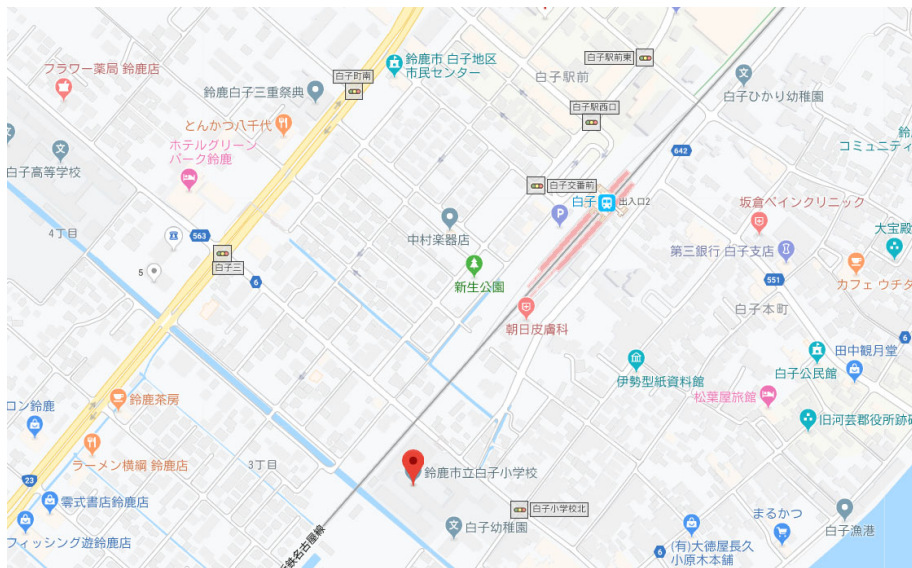 白子駅前東
鈴鹿市 白子地区
市民センター
フラワー薬局 鈴鹿店
白子町南
白子駅前
鈴鹿白子三重祭典
白子ひかり幼稚園
白子駅西口
とんかつ八千代
鈴
コミュニティ
ホテルグリーン
パーク鈴鹿
642
白子高等学校
白子交番前
P
白子
出入口2
坂倉ペインクリニック
4丁目
563
中村楽器店
大宝殿
第三銀行 白子支店
白子三
5
6
新生公園
551
カフェ ウチダ
白子本町
朝日皮膚科
6
田中観月堂
伊勢型紙資料館
白子公民館
松葉屋旅館
鈴鹿茶房
ロン鈴鹿
旧河芸郡役所跡
ラーメン横綱 鈴鹿店
3丁目
鈴鹿市立白子小学校
23
零式書店鈴鹿店
白子小学校北
白子幼稚園
まるかつ
白子漁港
フィッシング遊鈴鹿店
鉄名古屋線
6
(有)大徳屋長久
小原木本舗